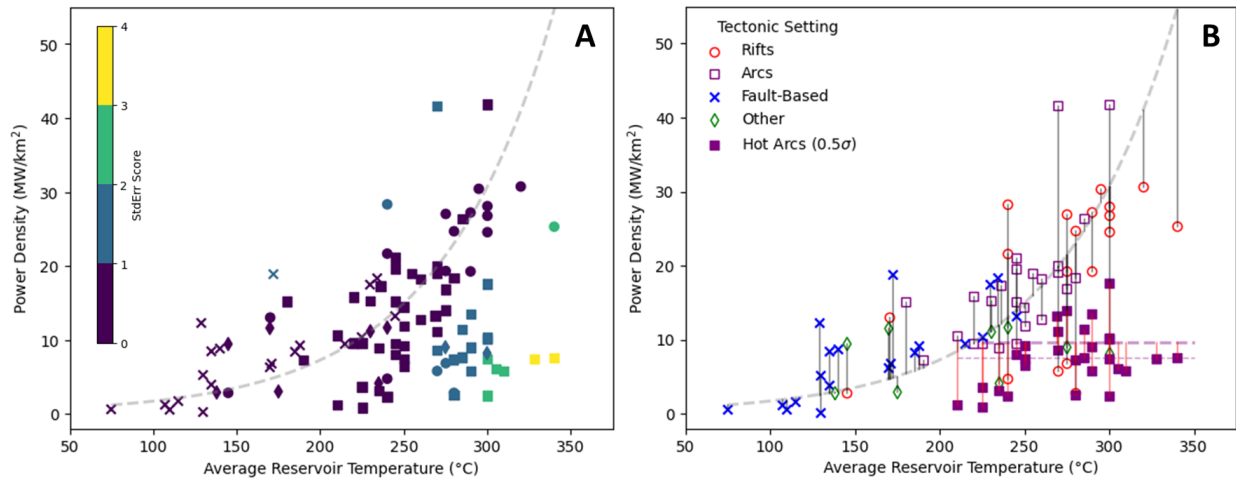 A
50
40
30
20
10
0
Power Density (MW/km²)
4
3
2
1
0
StdErr Score
50
100
150
200
250
300
350
Average Reservoir Temperature (°C)
B
Tectonic Setting
Rifts
Arcs
Fault-Based
Other
Hot Arcs (0.5σ)
50
40
30
20
10
0
Power Density (MW/km²)
50
100
150
200
250
300
350
Average Reservoir Temperature (°C)